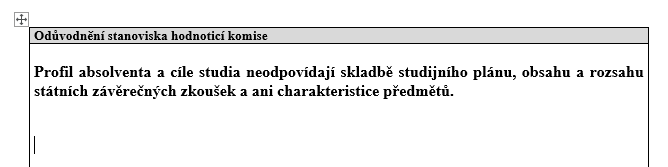 Odůvodnění stanoviska hodnoticí komise
Profil absolventa a cíle studia neodpovídají skladbě studijního plánu, obsahu a rozsahu
státních závěrečných zkoušek a ani charakteristice předmětů.